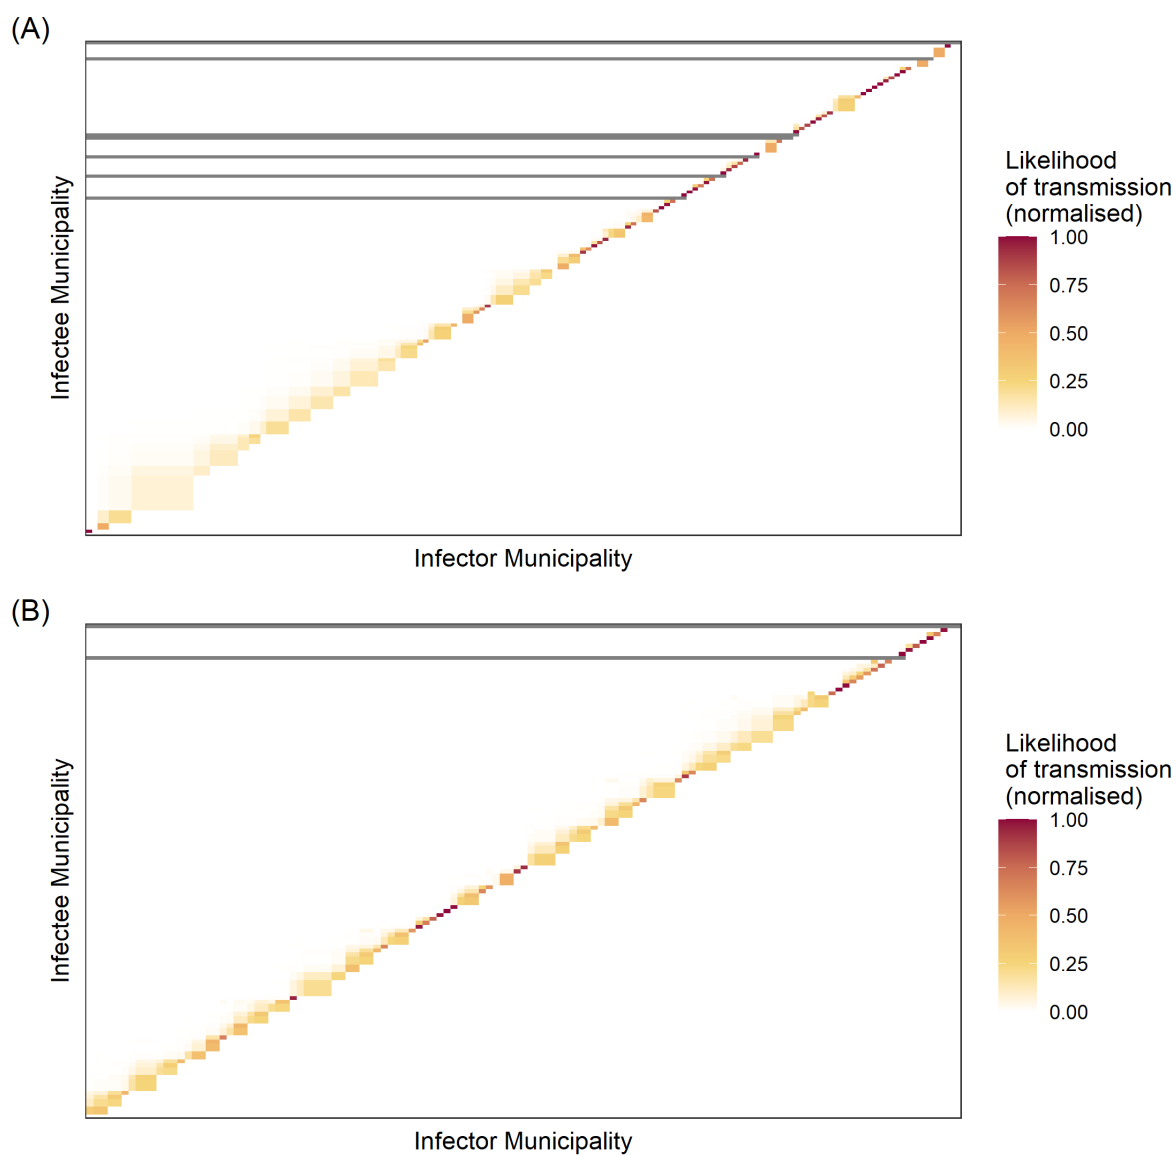 (A)
Infectee Municipality
Infector Municipality
Likelihood
of transmission
(normalised)
1.00
0.75
0.50
0.25
0.00
(B)
Infectee Municipality
Infector Municipality
Likelihood
of transmission
(normalised)
1.00
0.75
0.50
0.25
0.00